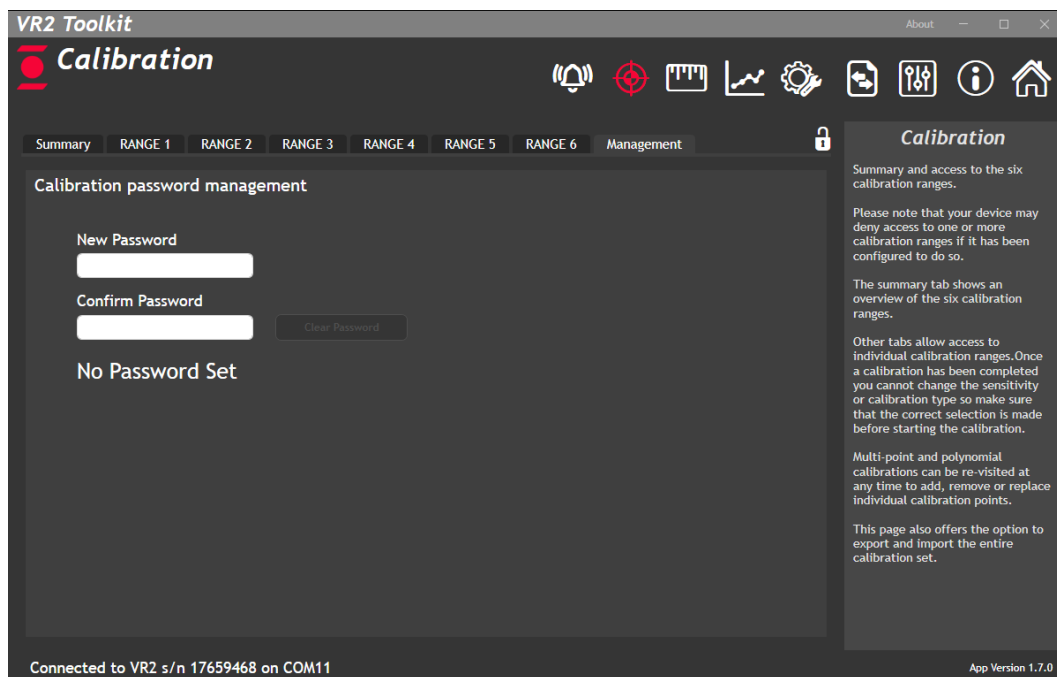 VR2 Toolkit
About
Calibration
Summary RANGE 1 RANGE 2 RANGE 3 RANGE 4 RANGE 5 RANGE 6 Management
Calibration password management
New Password
Confirm Password
Clear Password
No Password Set
Calibration
Summary and access to the six
calibration ranges.
Please note that your device may
deny access to one or more
calibration ranges if it has been
configured to do so.
The summary tab shows an
overview of the six calibration
ranges.
Other tabs allow access to
individual calibration ranges.Once
a calibration has been completed
you cannot change the sensitivity
or calibration type so make sure
that the correct selection is made
before starting the calibration.
Multi-point and polynomial
calibrations can be re-visited at
any time to add, remove or replace
individual calibration points.
This page also offers the option to
export and import the entire
calibration set.
Connected to VR2 s/n 17659468 on COM11
App Version 1.7.0